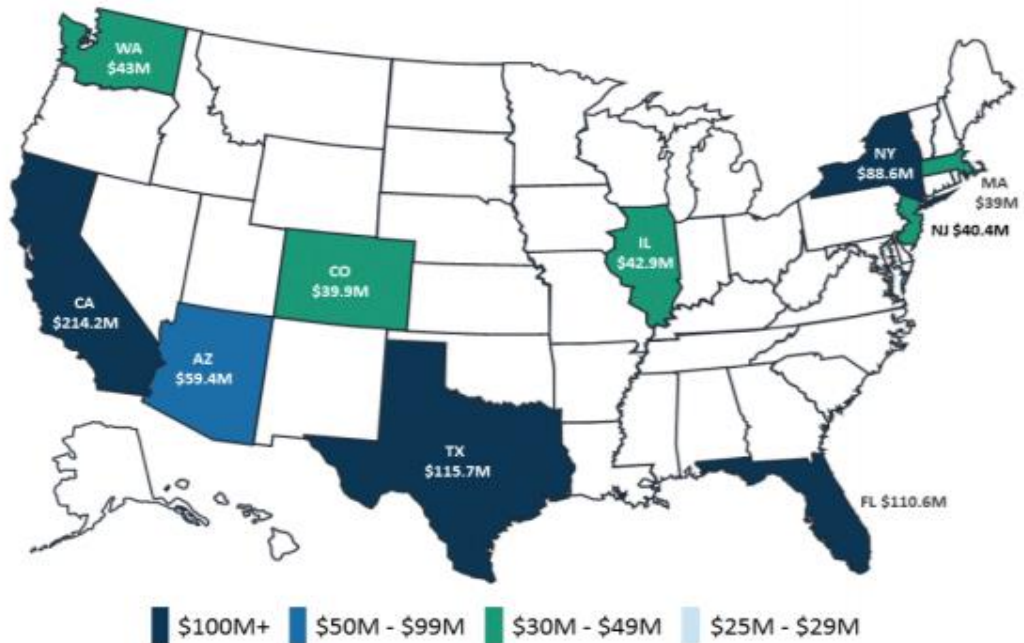 WA
$43M
NY
$88.6M
MA
$39M
NJ $40.4M
IL
$42.9M
CO
$39.9M
CA
$214.2M
AZ
$59.4M
TX
$115.7M
FL $110.6M
$100M+ $50M - $99M $30M - $49M $25M - $29M